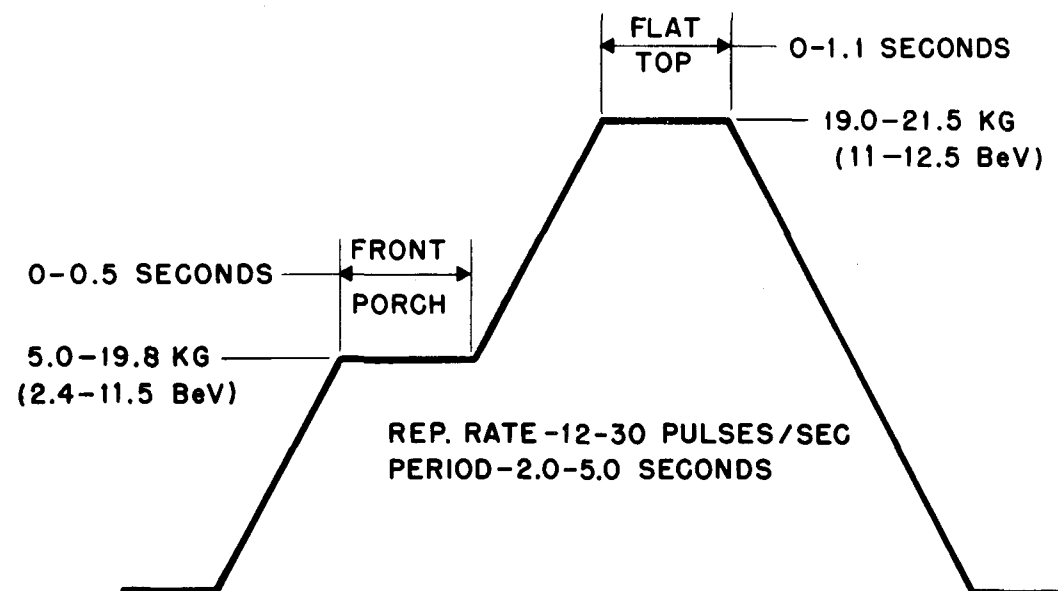 FLAT
TOP
0-1.1 SECONDS
19.0-21.5 KG
(11-12.5 BeV)
FRONT
PORCH
0-0.5 SECONDS
5.0-19.8 KG
(2.4-11.5 BeV)
REP. RATE-12-30 PULSES/SEC
PERIOD-2.0-5.0 SECONDS